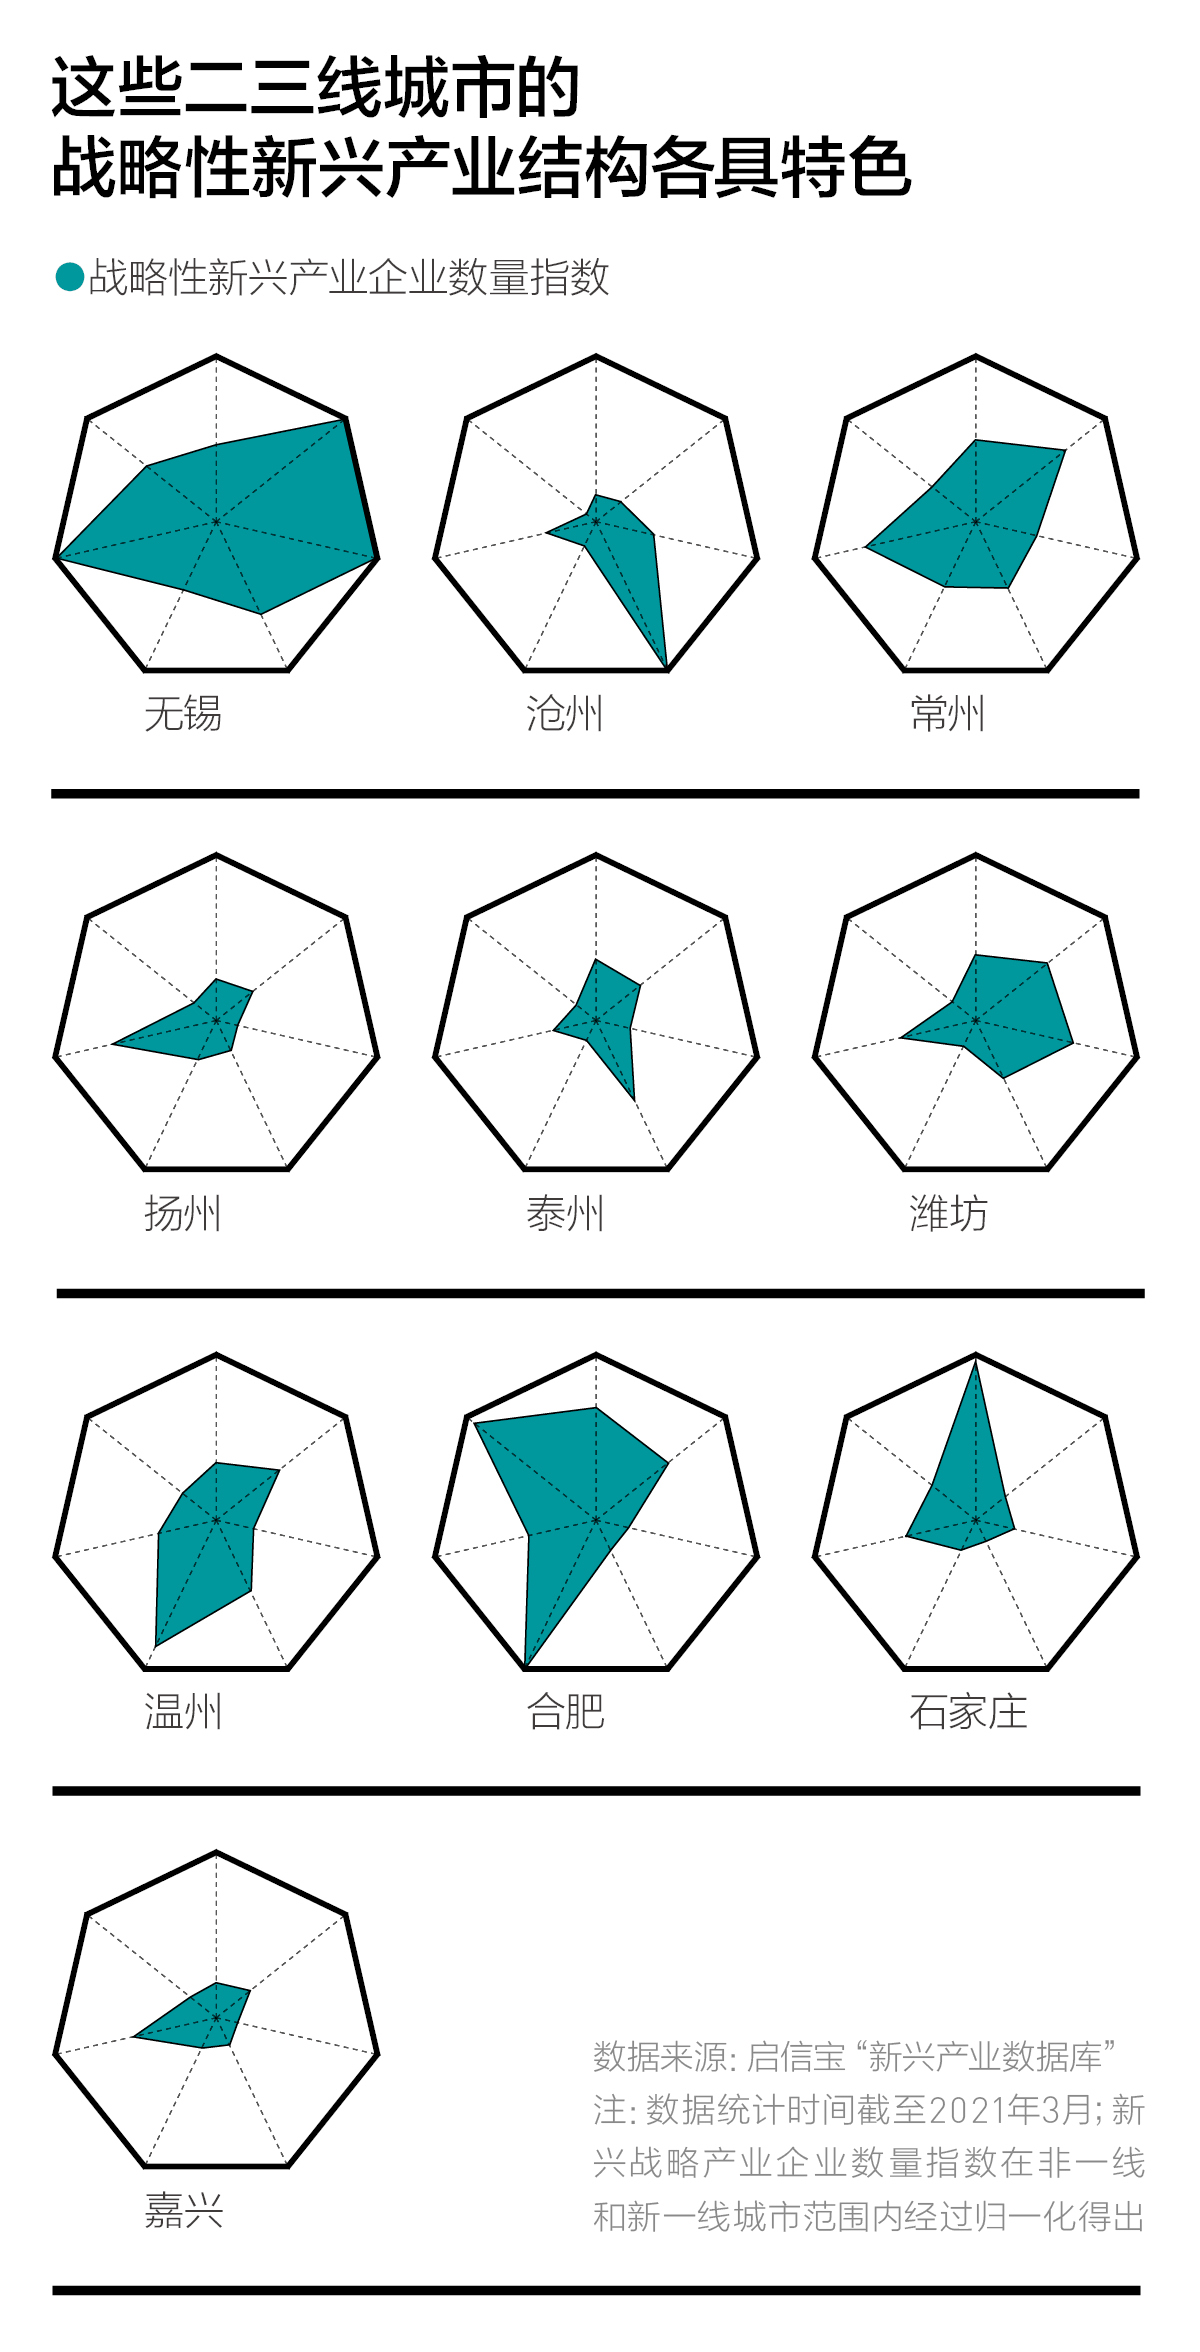 这些二三线城市的
战略性新兴产业结构各具特色
战略性新兴产业企业数量指数
无锡
沧州
常州
扬州
泰州
潍坊
温州
合肥
石家庄
嘉兴
数据来源: 启信宝“新兴产业数据库”
注: 数据统计时间截至2021年3月; 新
兴战略产业企业数量指数在非一线
和新一线城市范围内经过归一化得出